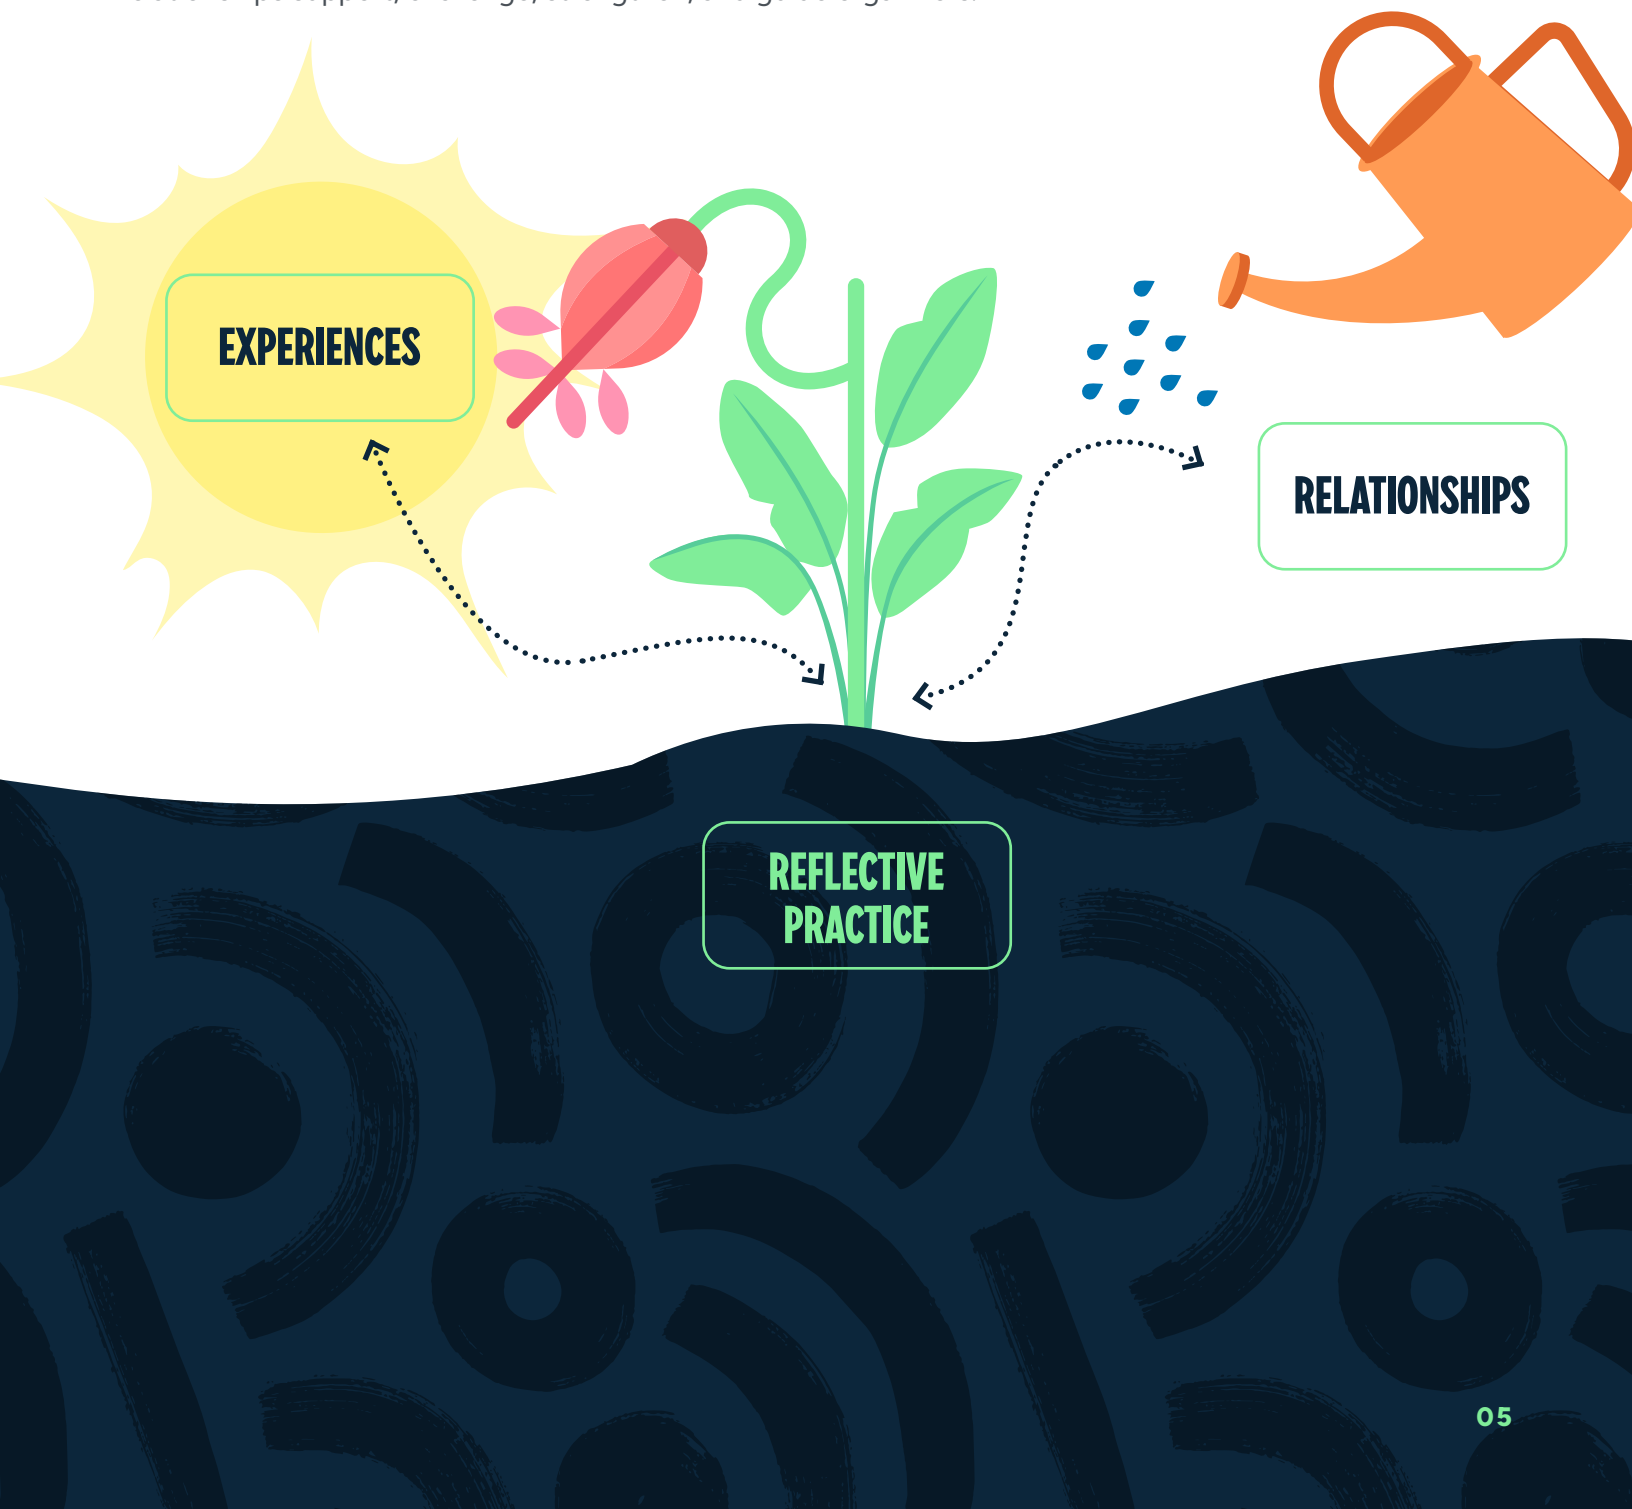 EXPERIENCES
RELATIONSHIPS
REFLECTIVE
PRACTICE
05